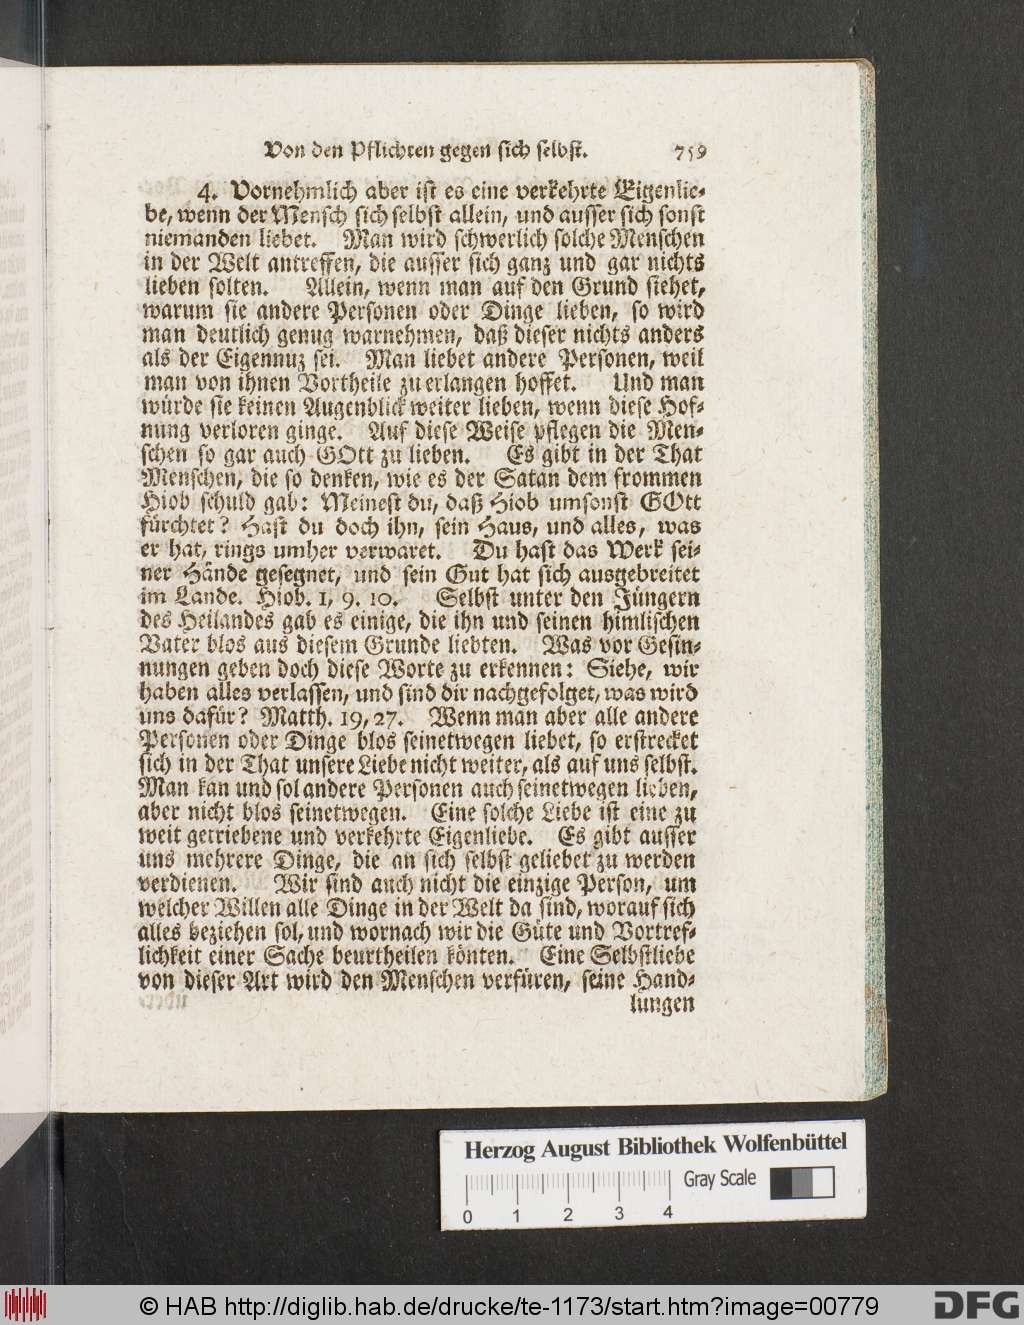 Von den Pflichten gegen sich selbst. 759
4. Vornehmlich aber ist es eine verkehrte Eigenlie-
be, wenn der Mensch sich selbst allein, und ausser sich sonst
niemanden liebet. Man wird schwerlich solche Menschen
in der Welt antreffen, die ausser sich ganz und gar nichts
lieben solten. Allein, wenn man auf den Grund siehet,
warum sie andere Personen oder Dinge lieben, so wird
man deutlich genug warnehmen, daß dieser nichts anders
als der Eigennuz sei. Man liebet andere Personen, weil
man von ihnen Vortheile zu erlangen hoffet. Und man
würde sie keinen Augenblick weiter lieben, wenn diese Hof-
nung verloren ginge. Auf diese Weise pflegen die Men-
schen so gar auch GOtt zu lieben. Es gibt in der That
Menschen, die so denken, wie es der Satan dem frommen
Hiob schuld gab: Meinest du, daß Hiob umsonst GOtt
fürchtet? Hast du doch ihn, sein Haus, und alles, was
er hat, rings umher verwaret. Du hast das Werk sei-
ner Hände gesegnet, und sein Gut hat sich ausgebreitet
im Lande. Hiob. 1, 9. 10. Selbst unter den Jüngern
des Heilandes gab es einige, die ihn und seinen himlischen
Vater blos aus diesem Grunde liebten. Was vor Gesin-
nungen geben doch diese Worte zu erkennen: Siehe, wir
haben alles verlassen, und sind dir nachgefolget, was wird
uns dafür? Matth. 19, 27. Wenn man aber alle andere
Personen oder Dinge blos seinetwegen liebet, so erstrecket
sich in der That unsere Liebe nicht weiter, als auf uns selbst.
Man kan und sol andere Personen auch seinetwegen lieben,
aber nicht blos seinetwegen. Eine solche Liebe ist eine zu
weit getriebene und verkehrte Eigenliebe. Es gibt ausser
uns mehrere Dinge, die an sich selbst geliebet zu werden
verdienen. Wir sind auch nicht die einzige Person, um
welcher Willen alle Dinge in der Welt da sind, worauf sich
alles beziehen sol, und wornach wir die Güte und Vortref-
lichkeit einer Sache beurtheilen könten. Eine Selbstliebe
von dieser Art wird den Menschen verfüren, seine Hand-
lungen
Herzog August Bibliothek Wolfenbüttel
Gray Scale
0 1 2 3 4
© HAB http://diglib.hab.de/drucke/te-1173/start.htm?image=00779
DFG